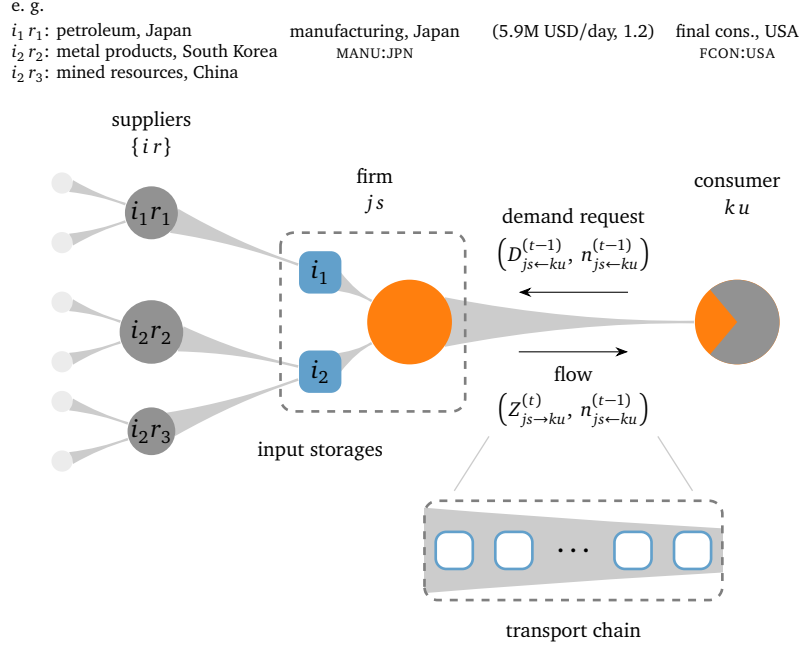 e. g.
i₁ r₁: petroleum, Japan manufacturing, Japan (5.9M USD/day, 1.2) final cons., USA
i₂ r₂: metal products, South Korea MANU:JPN FCON:USA
i₂ r₃: mined resources, China
suppliers
{i r}
firm
j s
consumer
k u
demand request
(D^{(t−1)}_{js←ku}, n^{(t−1)}_{js←ku})
i₁r₁
i₁
i₂r₂
i₂
flow
(Z^{(t)}_{js→ku}, n^{(t−1)}_{js←ku})
i₂r₃
input storages
...
transport chain